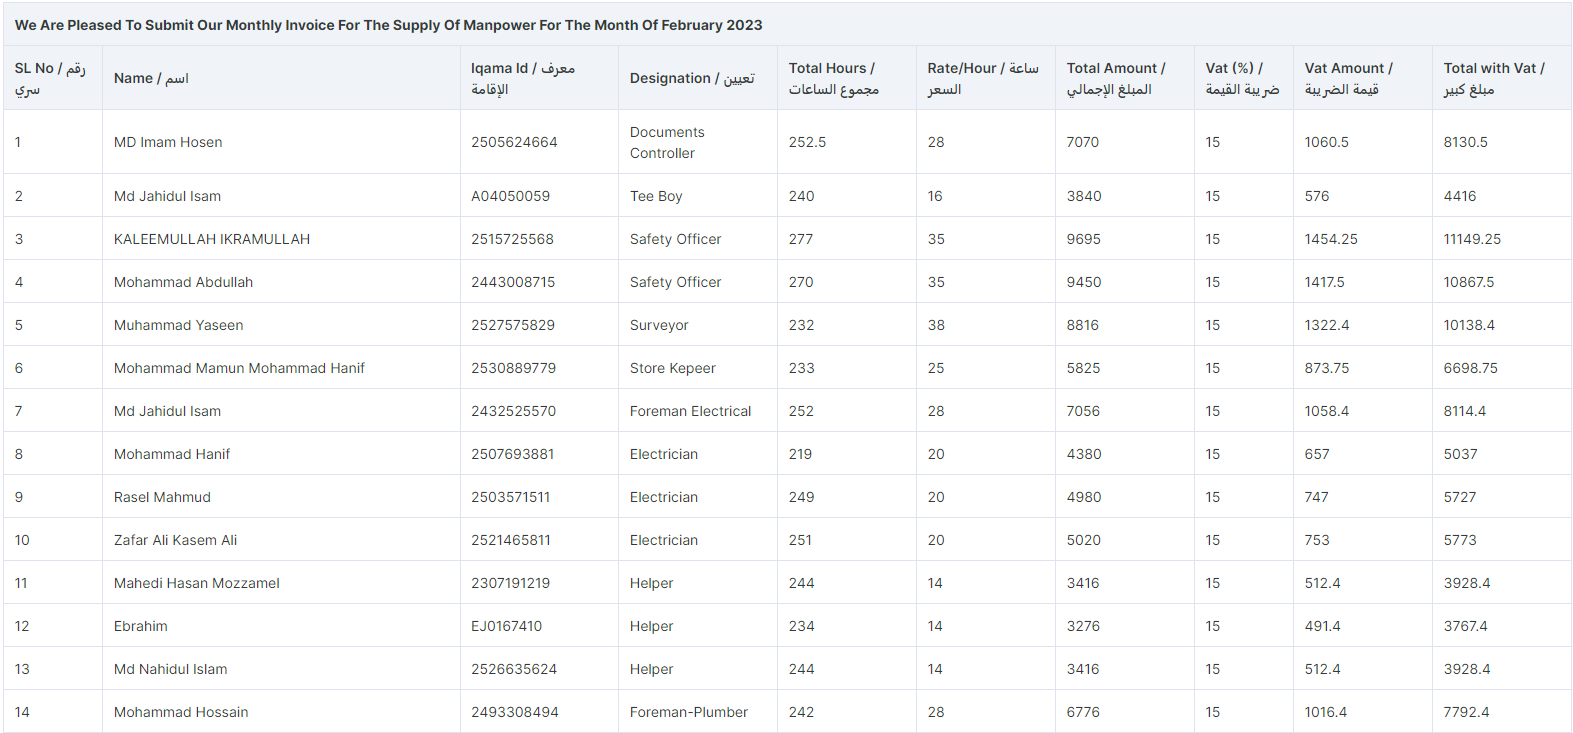 We Are Pleased To Submit Our Monthly Invoice For The Supply Of Manpower For The Month Of February 2023
SL No / رقم سري | Name / اسم | Iqama Id / معرف الإقامة | Designation / تعيين | Total Hours / مجموع الساعات | Rate/Hour / ساعة السعر | Total Amount / المبلغ الإجمالي | Vat (%) / ضريبة القيمة | Vat Amount / قيمة الضريبة | Total with Vat / مبلغ كبير
1 | MD Imam Hosen | 2505624664 | Documents Controller | 252.5 | 28 | 7070 | 15 | 1060.5 | 8130.5
2 | Md Jahidul Isam | A04050059 | Tee Boy | 240 | 16 | 3840 | 15 | 576 | 4416
3 | KALEEMULLAH IKRAMULLAH | 2515725568 | Safety Officer | 277 | 35 | 9695 | 15 | 1454.25 | 11149.25
4 | Mohammad Abdullah | 2443008715 | Safety Officer | 270 | 35 | 9450 | 15 | 1417.5 | 10867.5
5 | Muhammad Yaseen | 2527575829 | Surveyor | 232 | 38 | 8816 | 15 | 1322.4 | 10138.4
6 | Mohammad Mamun Mohammad Hanif | 2530889779 | Store Kepeer | 233 | 25 | 5825 | 15 | 873.75 | 6698.75
7 | Md Jahidul Isam | 2432525570 | Foreman Electrical | 252 | 28 | 7056 | 15 | 1058.4 | 8114.4
8 | Mohammad Hanif | 2507693881 | Electrician | 219 | 20 | 4380 | 15 | 657 | 5037
9 | Rasel Mahmud | 2503571511 | Electrician | 249 | 20 | 4980 | 15 | 747 | 5727
10 | Zafar Ali Kasem Ali | 2521465811 | Electrician | 251 | 20 | 5020 | 15 | 753 | 5773
11 | Mahedi Hasan Mozzamel | 2307191219 | Helper | 244 | 14 | 3416 | 15 | 512.4 | 3928.4
12 | Ebrahim | EJ0167410 | Helper | 234 | 14 | 3276 | 15 | 491.4 | 3767.4
13 | Md Nahidul Islam | 2526635624 | Helper | 244 | 14 | 3416 | 15 | 512.4 | 3928.4
14 | Mohammad Hossain | 2493308494 | Foreman-Plumber | 242 | 28 | 6776 | 15 | 1016.4 | 7792.4